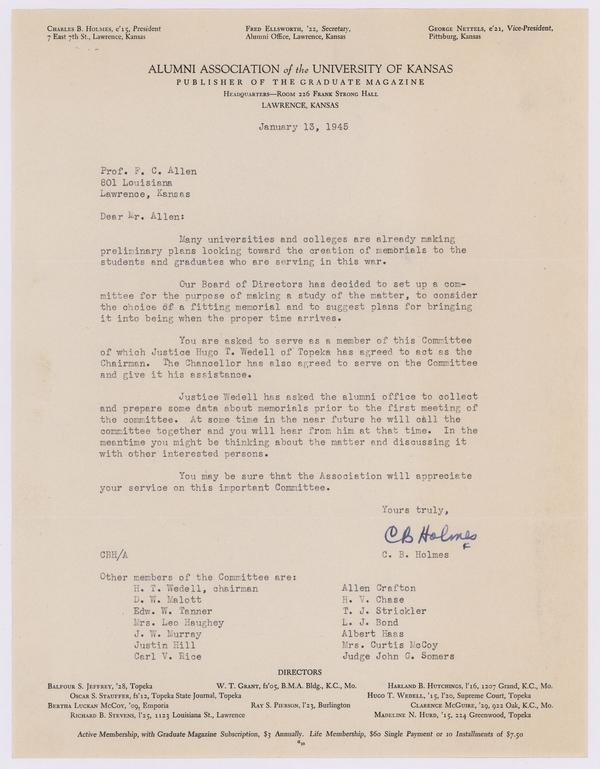 CHARLES B. HOLMES, e'15, President
7 East 7th St., Lawrence, Kansas
FRED ELLSWORTH, '22, Secretary,
Alumni Office, Lawrence, Kansas
GEORGE NETTELS, e'21, Vice-President,
Pittsburg, Kansas
ALUMNI ASSOCIATION of the UNIVERSITY OF KANSAS
PUBLISHER OF THE GRADUATE MAGAZINE
HEADQUARTERS—ROOM 226 FRANK STRONG HALL
LAWRENCE, KANSAS
January 13, 1945
Prof. F. C. Allen
801 Louisiana
Lawrence, Kansas
Dear Mr. Allen:
Many universities and colleges are already making
preliminary plans looking toward the creation of memorials to the
students and graduates who are serving in this war.
Our Board of Directors has decided to set up a com-
mittee for the purpose of making a study of the matter, to consider
the choice of a fitting memorial and to suggest plans for bringing
it into being when the proper time arrives.
You are asked to serve as a member of this Committee
of which Justice Hugo T. Wedell of Topeka has agreed to act as the
Chairman. The Chancellor has also agreed to serve on the Committee
and give it his assistance.
Justice Wedell has asked the alumni office to collect
and prepare some data about memorials prior to the first meeting of
the committee. At some time in the near future he will call the
committee together and you will hear from him at that time. In the
meantime you might be thinking about the matter and discussing it
with other interested persons.
You may be sure that the Association will appreciate
your service on this important Committee.
Yours truly,
CB Holmes
F
CBH/A
C. B. Holmes
Other members of the Committee are:
H. T. Wedell, chairman
D. W. Malott
Edw. W. Tanner
Mrs. Leo Haughey
J. W. Murray
Justin Hill
Carl V. Rice
Allen Crafton
H. V. Chase
T. J. Strickler
L. J. Bond
Albert Haas
Mrs. Curtis McCoy
Judge John G. Somers
DIRECTORS
BALFOUR S. JEFFREY, '28, Topeka
W. T. GRANT, fs'05, B.M.A. Bldg., K.C., Mo.
HARLAND B. HUTCHINGS, l'16, 1207 Grand, K.C., Mo.
OSCAR S. STAUFFER, fs'12, Topeka State Journal, Topeka
HUGO T. WEDELL, '15, l'20, Supreme Court, Topeka
BERTHA LUCKAN MCCOY, '09, Emporia
RAY S. PIERSON, l'23, Burlington
CLARENCE MCGUIRE, '29, 922 Oak, K.C., Mo.
RICHARD B. STEVENS, l'25, 1123 Louisiana St., Lawrence
MADELINE N. HURD, '15, 224 Greenwood, Topeka
Active Membership, with Graduate Magazine Subscription, $3 Annually. Life Membership, $60 Single Payment or 10 Installments of $7.50